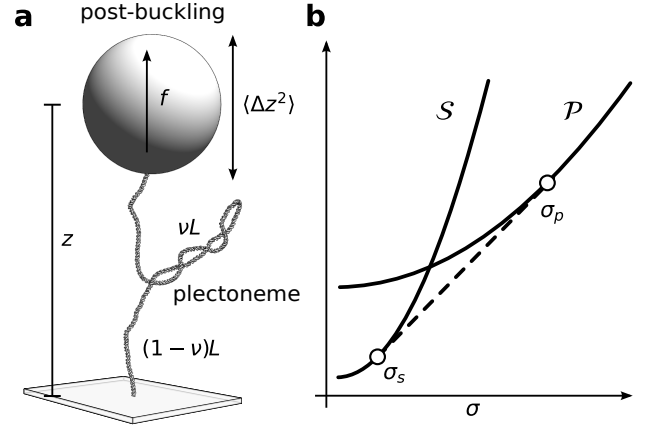 a
post-buckling
f
⟨Δz²⟩
z
νL
plectoneme
(1 − ν)L
b
𝒮
𝒫
σₚ
σₛ
σ